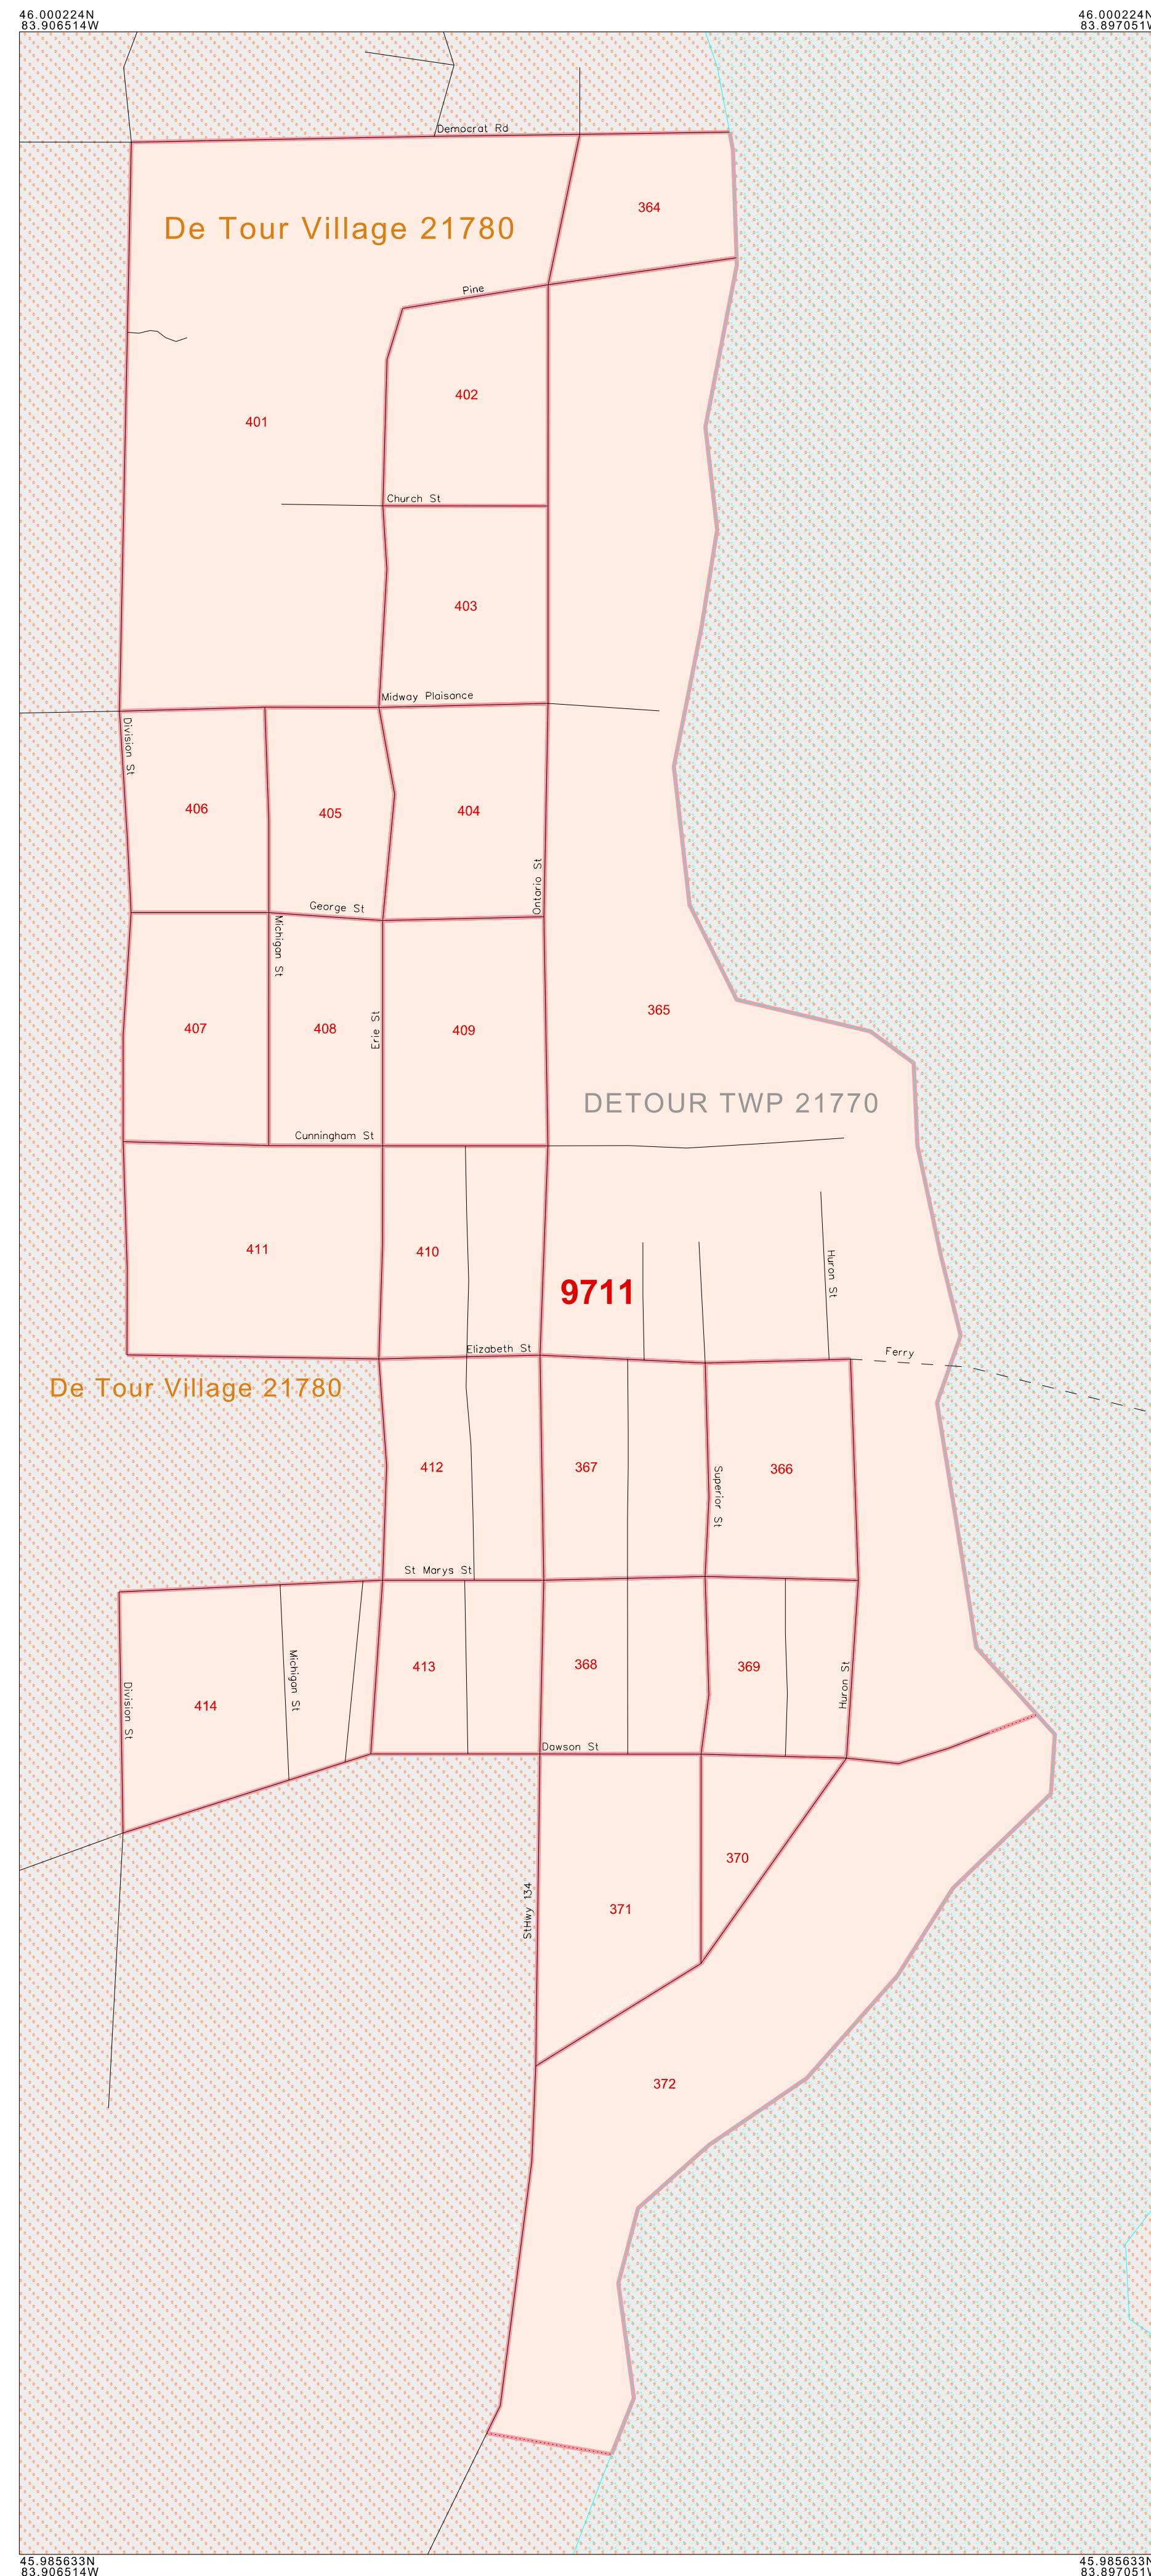 46.000224N
83.906514W
46.000224N
83.897051W
Democrat Rd
364
De Tour Village 21780
Pine
402
401
Church St
403
Midway Plaisance
Division St
406
405
404
Ontario St
George St
Michigan St
365
407
408
Erie St
409
DETOUR TWP 21770
Cunningham St
411
410
Huron St
9711
Elizabeth St
Ferry
De Tour Village 21780
412
367
Superior St
366
St Marys St
413
368
369
Michigan St
Huron St
414
Division St
Dawson St
370
StHwy 134
371
372
45.985633N
83.906514W
45.985633N
83.897051W